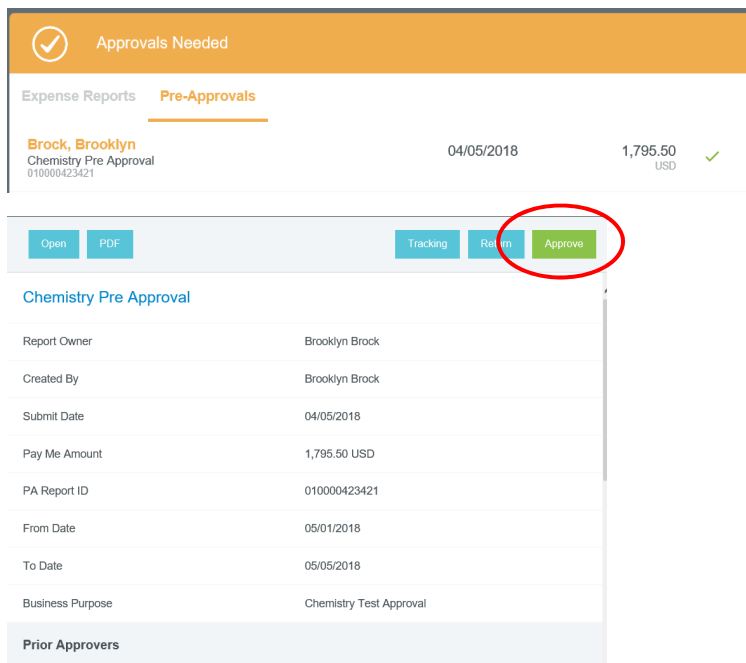 Approvals Needed
Expense Reports Pre-Approvals
Brock, Brooklyn 04/05/2018 1,795.50
Chemistry Pre Approval USD
010000423421
Open PDF Tracking Return Approve
Chemistry Pre Approval
Report Owner Brooklyn Brock
Created By Brooklyn Brock
Submit Date 04/05/2018
Pay Me Amount 1,795.50 USD
PA Report ID 010000423421
From Date 05/01/2018
To Date 05/05/2018
Business Purpose Chemistry Test Approval
Prior Approvers